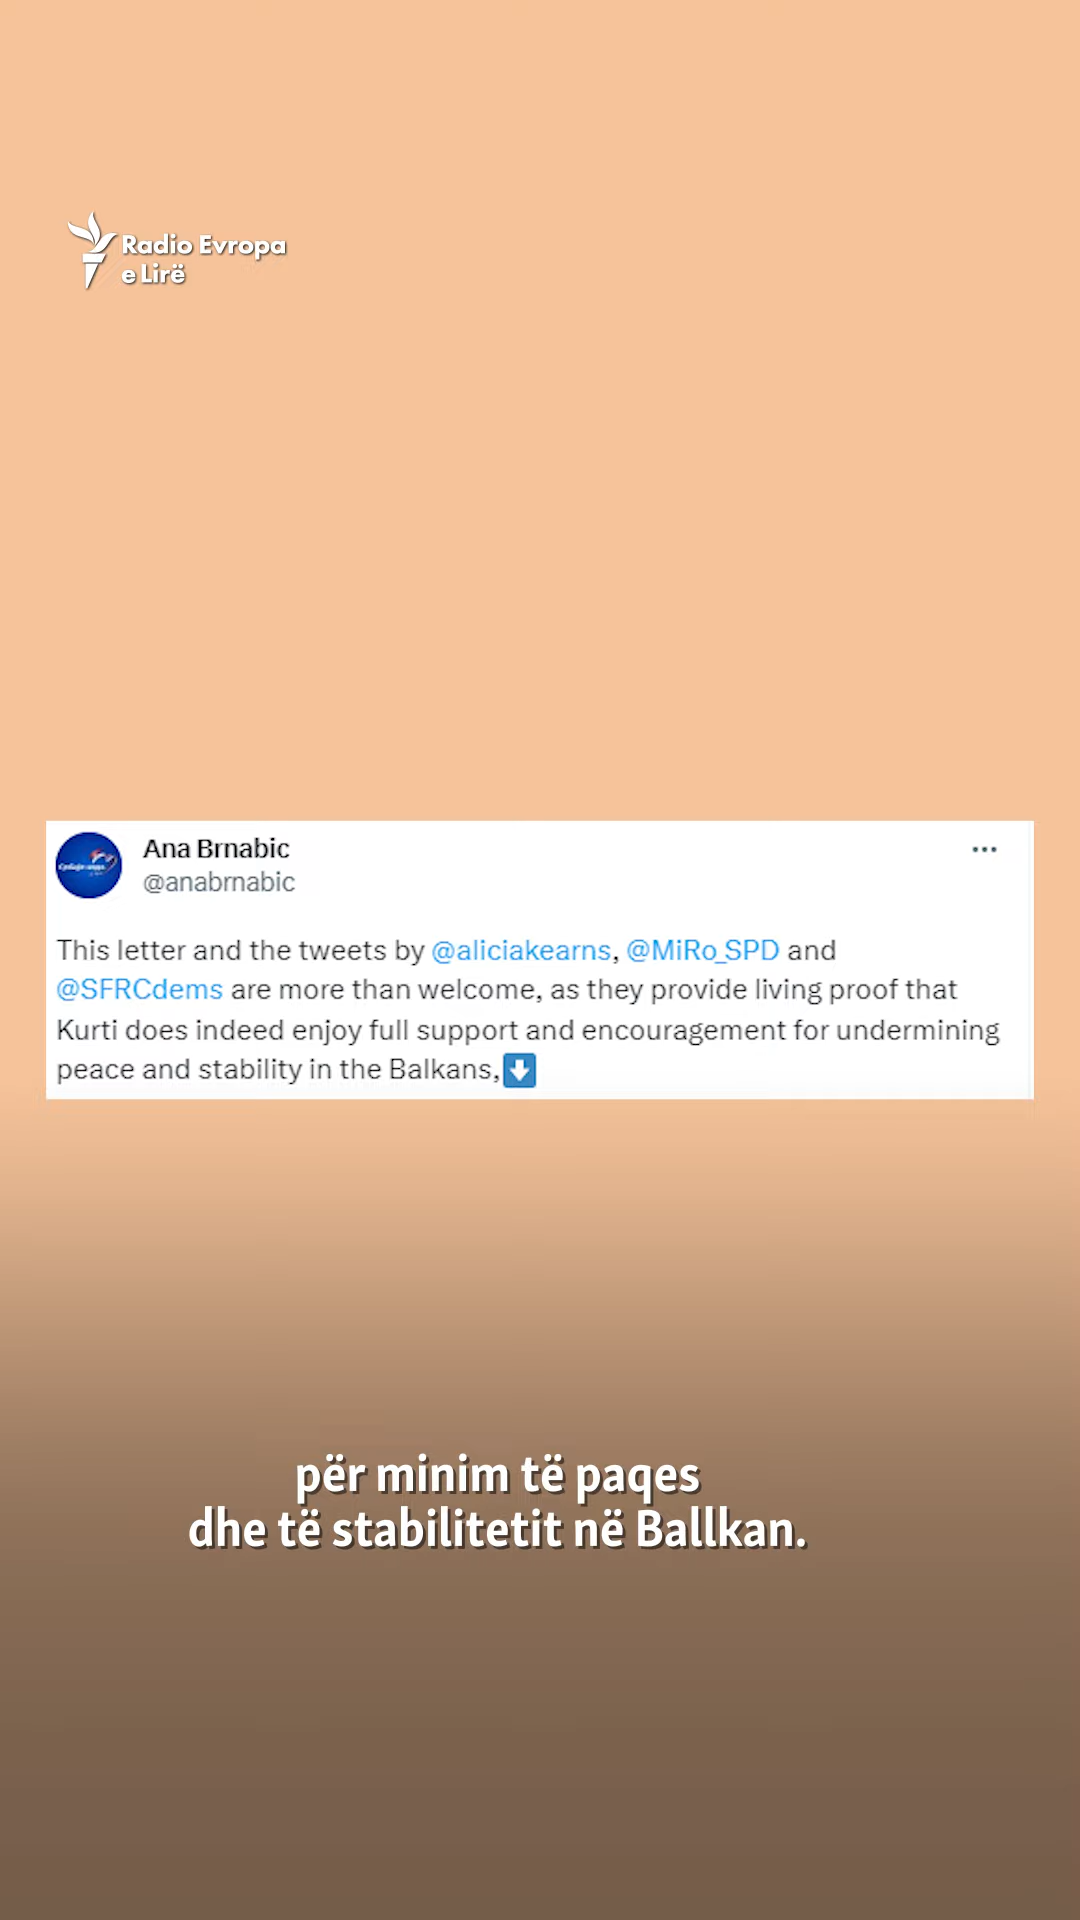 Radio Evropa
e Lirë
Ana Brnabic
@anabrnabic
This letter and the tweets by @aliciakearns, @MiRo_SPD and
@SFRCdems are more than welcome, as they provide living proof that
Kurti does indeed enjoy full support and encouragement for undermining
peace and stability in the Balkans,⬇️
për minim të paqes
dhe të stabilitetit në Ballkan.